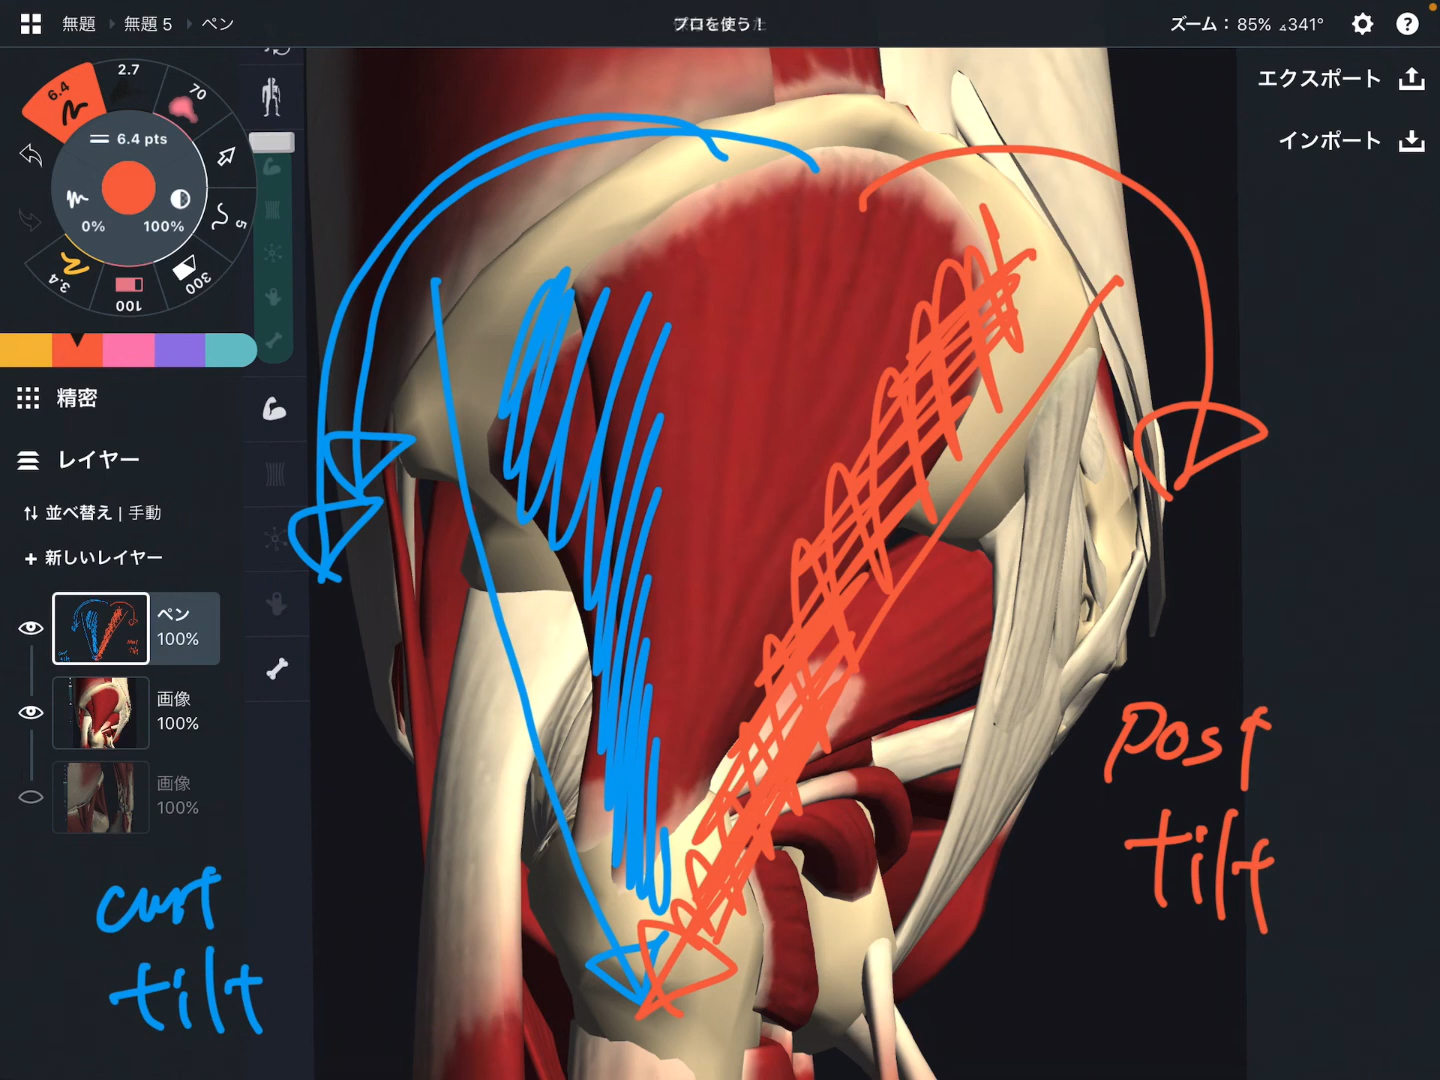 無題 無題 5 ペン
プロを使う！
ズーム： 85% ⊿341°
エクスポート
インポート
2.7
6.4
70
6.4 pts
0%
100%
5
3.4
100
300
精密
レイヤー
並べ替え | 手動
+ 新しいレイヤー
ペン
100%
画像
100%
画像
100%
post
tilt
tilt